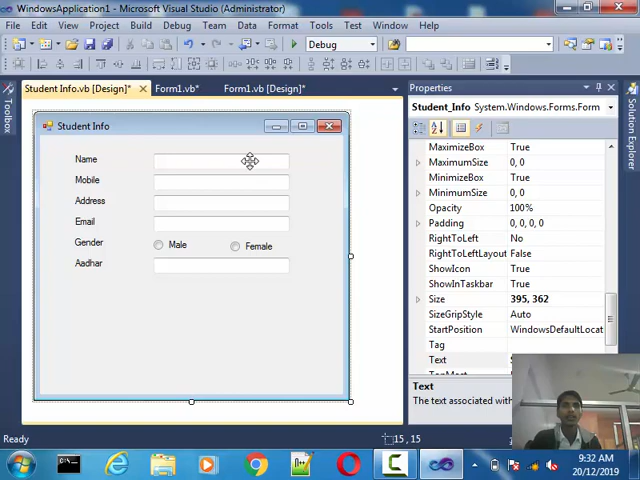 WindowsApplication1 - Microsoft Visual Studio (Administrator)
File Edit View Project Build Debug Team Data Format Tools Test Window Help
Debug
Student Info.vb [Design]* Form1.vb* Form1.vb [Design]*
Toolbox
Student Info
Name
Mobile
Address
Email
Gender Male Female
Aadhar
Properties
Student_Info System.Windows.Forms.Form
MaximizeBox True
MaximumSize 0, 0
MinimizeBox True
MinimumSize 0, 0
Opacity 100%
Padding 0, 0, 0, 0
RightToLeft No
RightToLeftLayout False
ShowIcon True
ShowInTaskbar True
Size 395, 362
SizeGripStyle Auto
StartPosition WindowsDefaultLocat
Tag
Text
Text
The text associated
Solution Explorer
Ready
15, 15
9:32 AM
20/12/2019